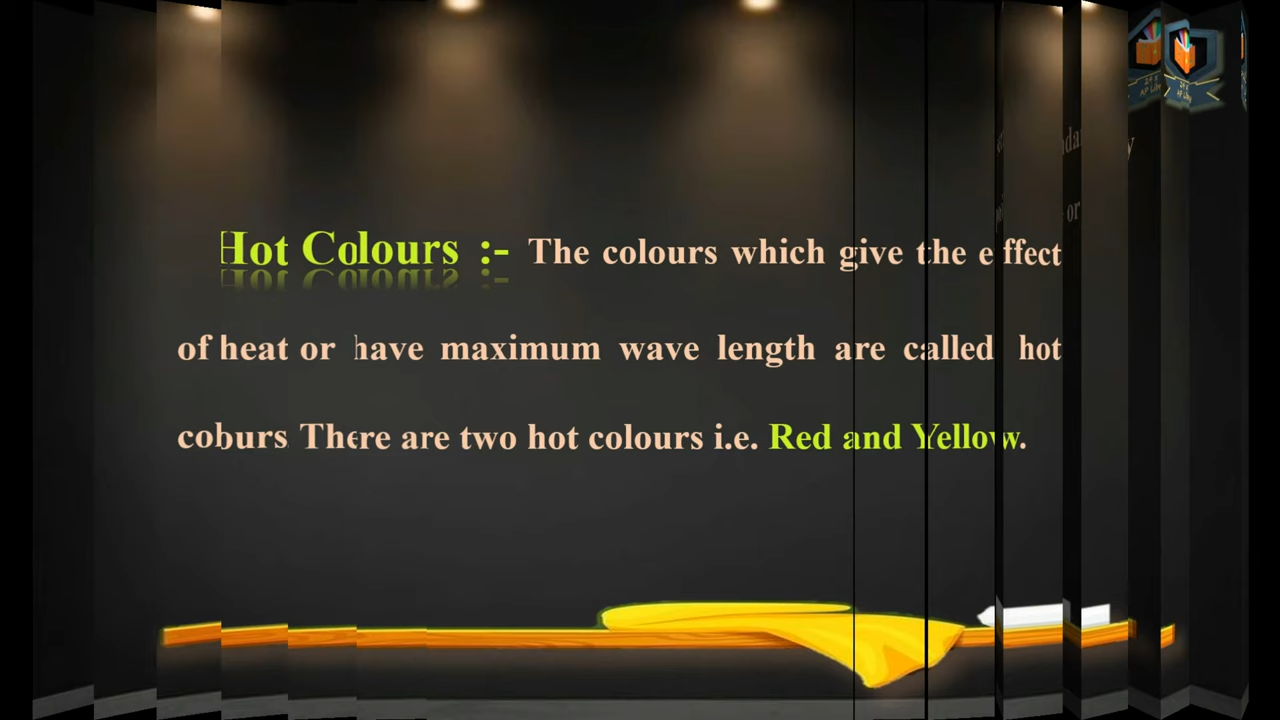 Hot Colours :- The colours which give the effect
of heat or have maximum wave length are called hot
colours There are two hot colours i.e. Red and Yellow.